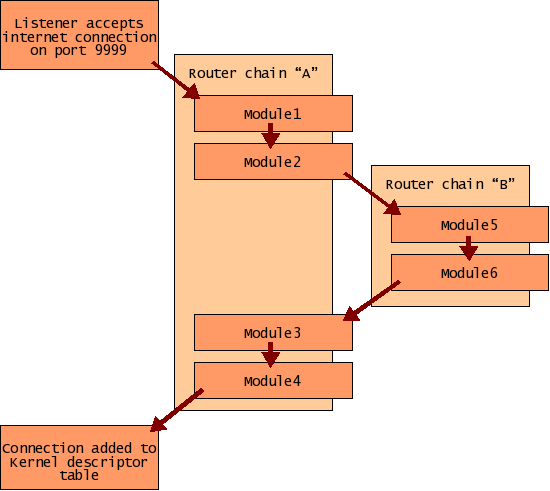 Listener accepts
internet connection
on port 9999
Router chain “A”
Module1
Module2
Router chain “B”
Module5
Module6
Module3
Module4
Connection added to
Kernel descriptor
table